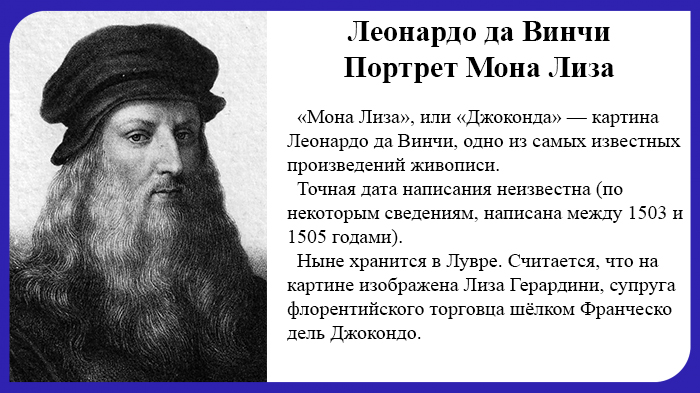 Леонардо да Винчи
Портрет Мона Лиза
«Мона Лиза», или «Джоконда» — картина
Леонардо да Винчи, одно из самых известных
произведений живописи.
Точная дата написания неизвестна (по
некоторым сведениям, написана между 1503 и
1505 годами).
Ныне хранится в Лувре. Считается, что на
картине изображена Лиза Герардини, супруга
флорентийского торговца шёлком Франческо
дель Джокондо.